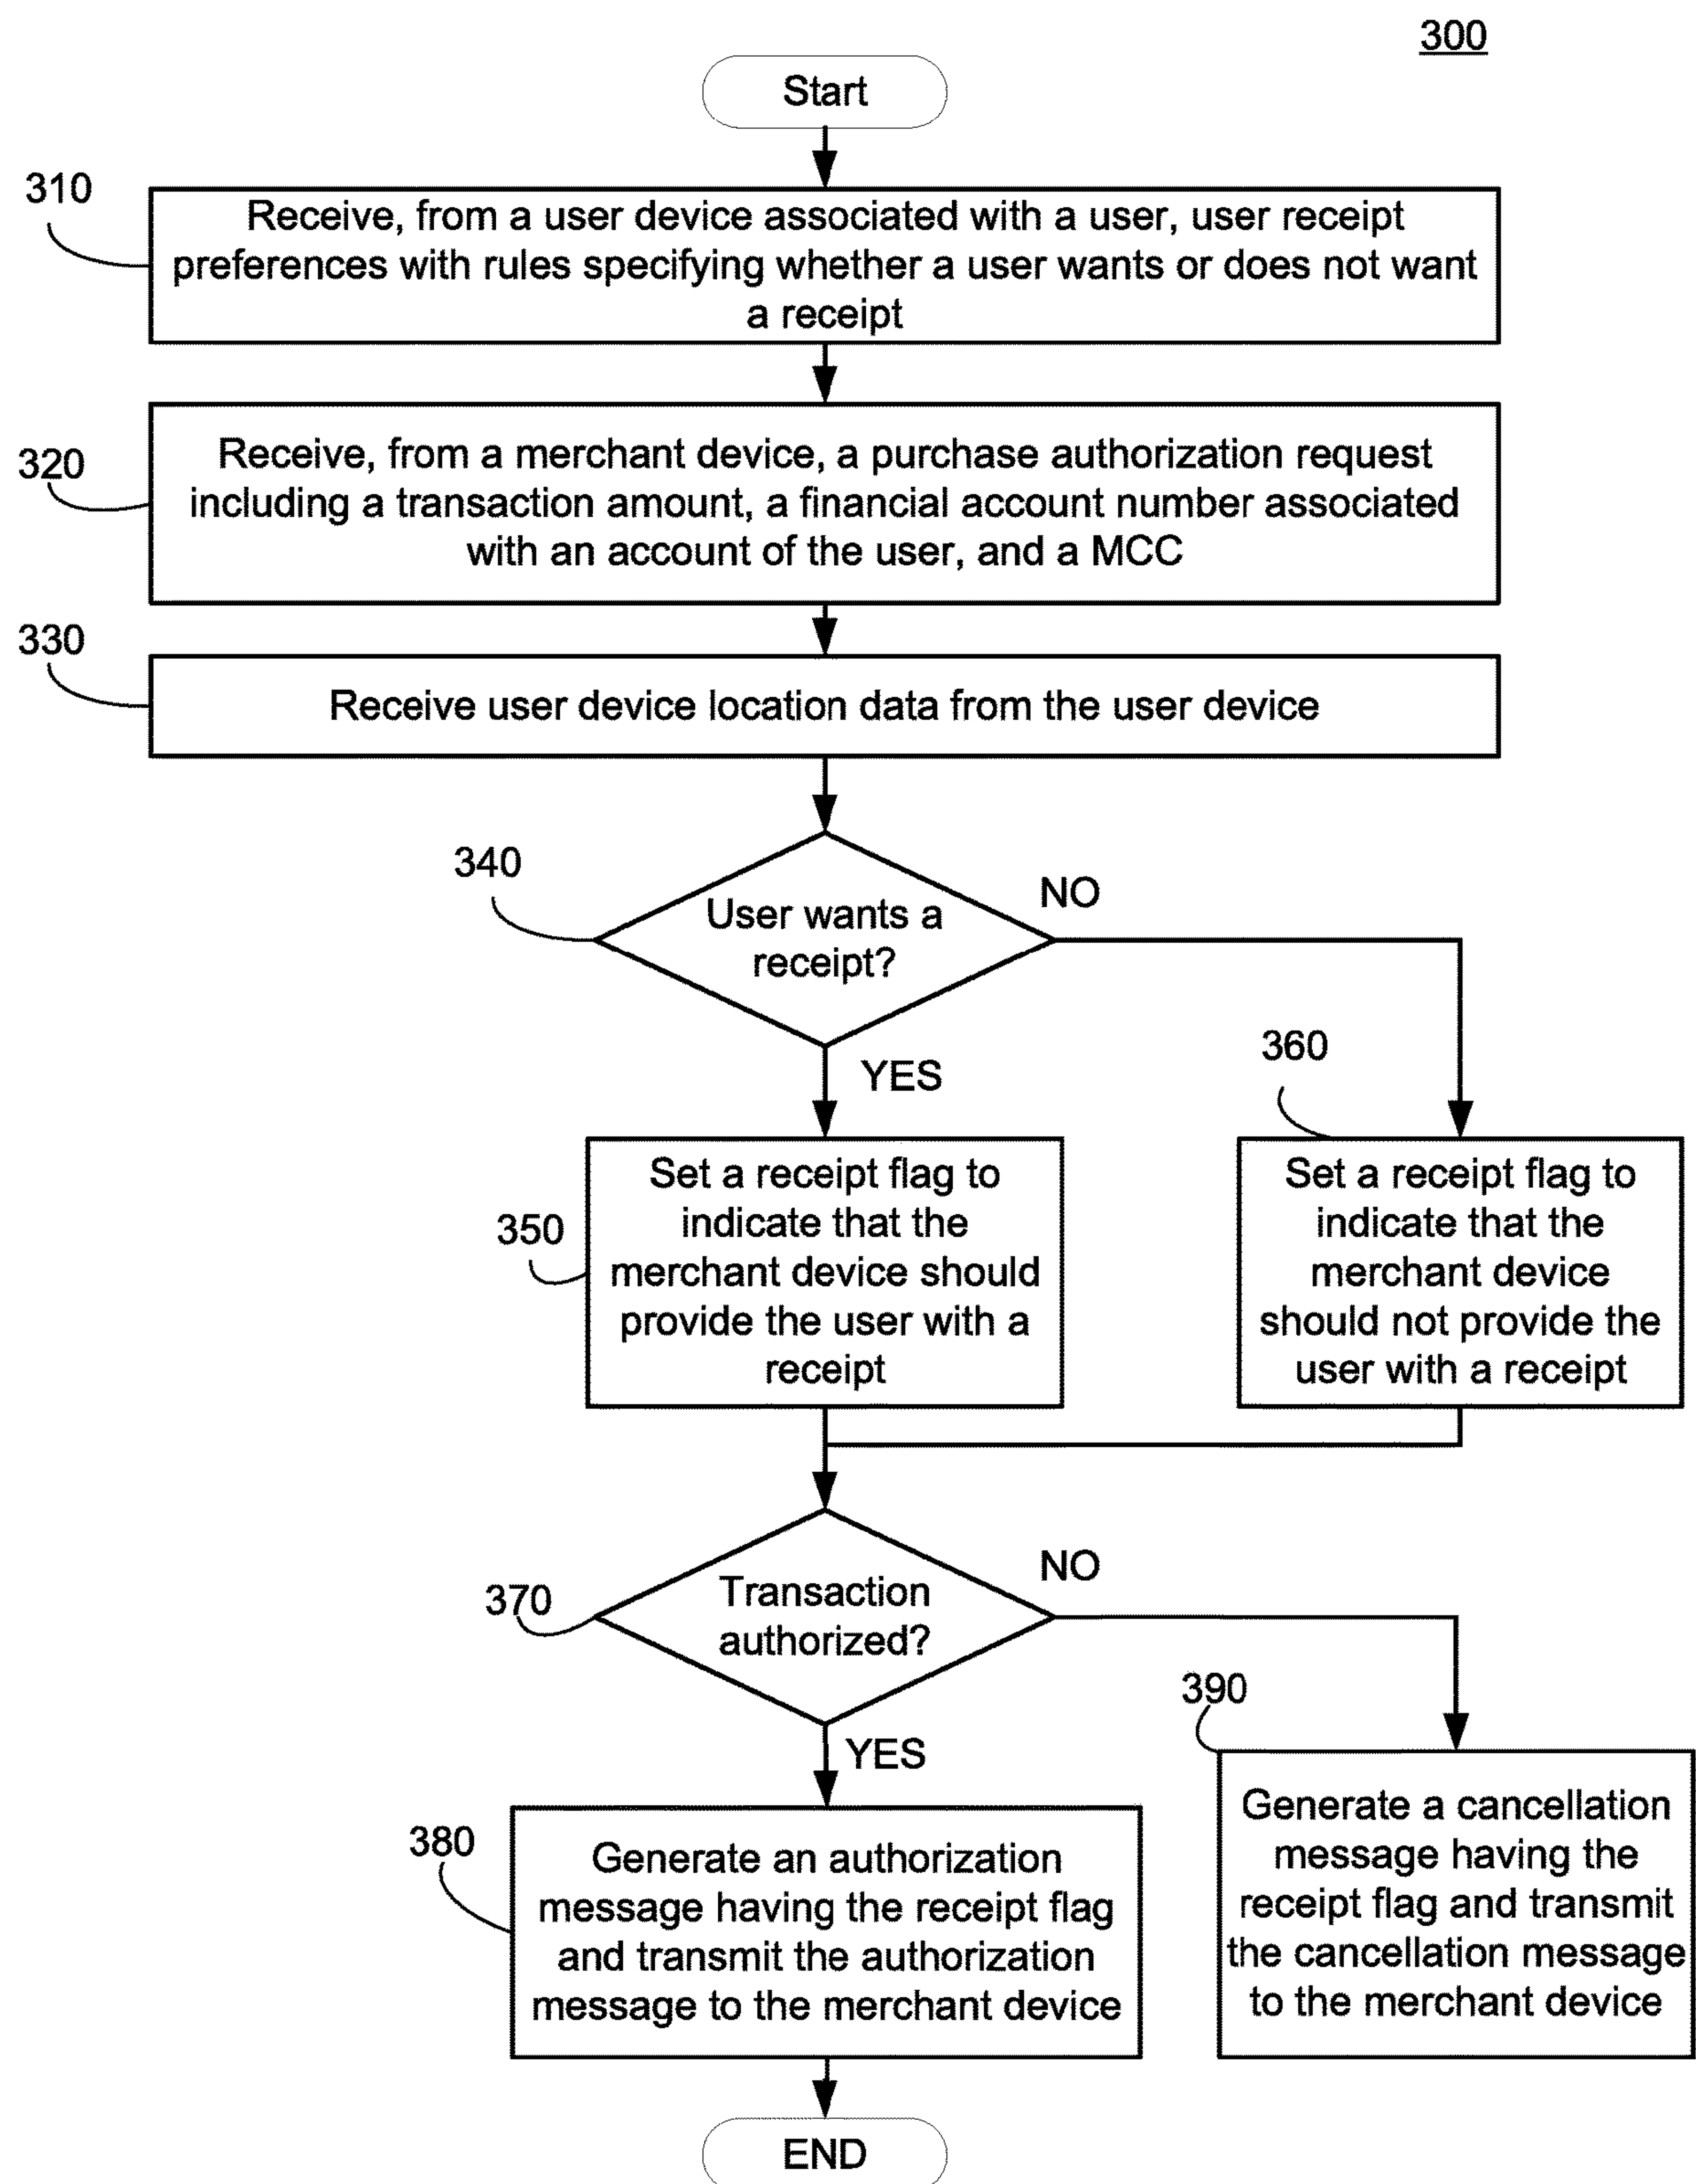 300
Start
310
Receive, from a user device associated with a user, user receipt
preferences with rules specifying whether a user wants or does not want
a receipt
320
Receive, from a merchant device, a purchase authorization request
including a transaction amount, a financial account number associated
with an account of the user, and a MCC
330
Receive user device location data from the user device
340
User wants a
receipt?
NO
YES
350
Set a receipt flag to
indicate that the
merchant device should
provide the user with a
receipt
360
Set a receipt flag to
indicate that the
merchant device
should not provide the
user with a receipt
370
Transaction
authorized?
NO
YES
380
Generate an authorization
message having the receipt flag
and transmit the authorization
message to the merchant device
390
Generate a cancellation
message having the
receipt flag and transmit
the cancellation message
to the merchant device
END